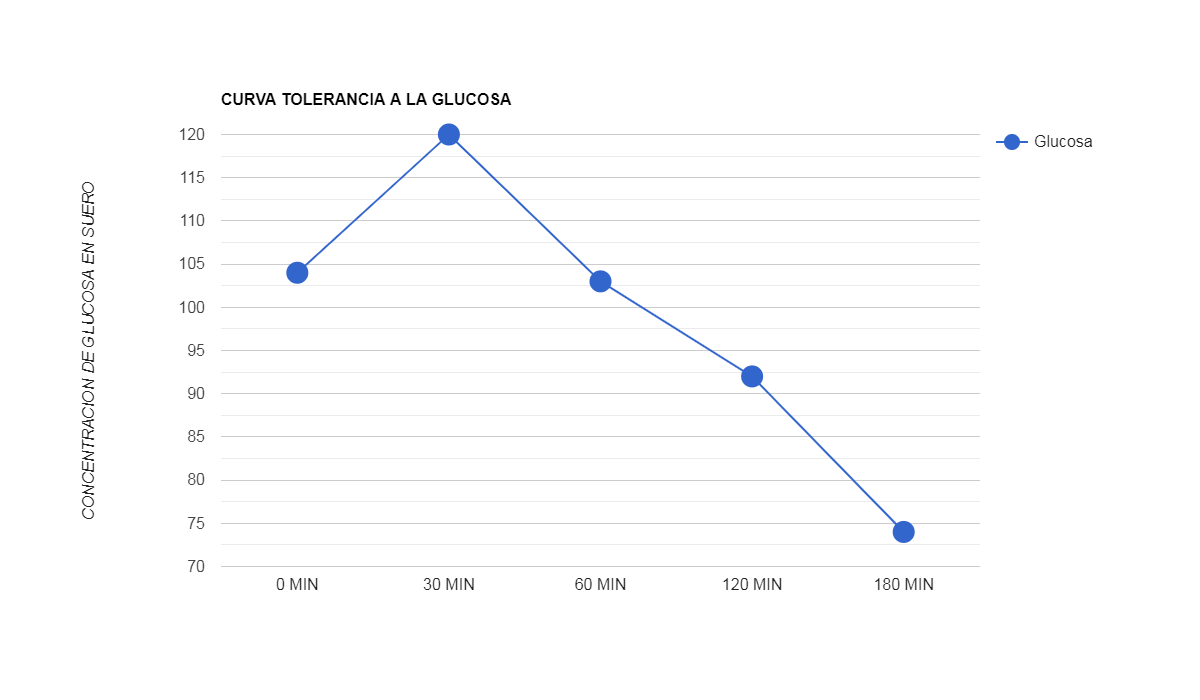 CURVA TOLERANCIA A LA GLUCOSA
Glucosa
CONCENTRACION DE GLUCOSA EN SUERO
120
115
110
105
100
95
90
85
80
75
70
0 MIN
30 MIN
60 MIN
120 MIN
180 MIN